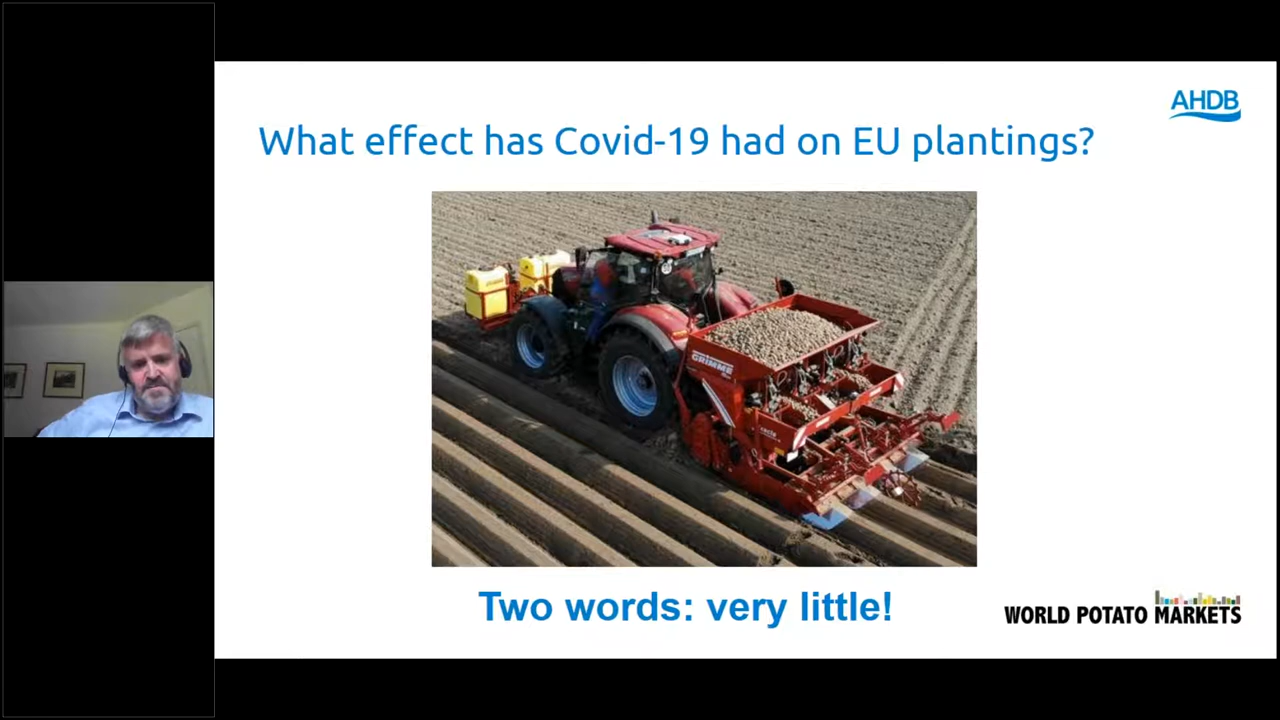 AHDB
What effect has Covid-19 had on EU plantings?
GRIMME
Two words: very little!
WORLD POTATO MARKETS